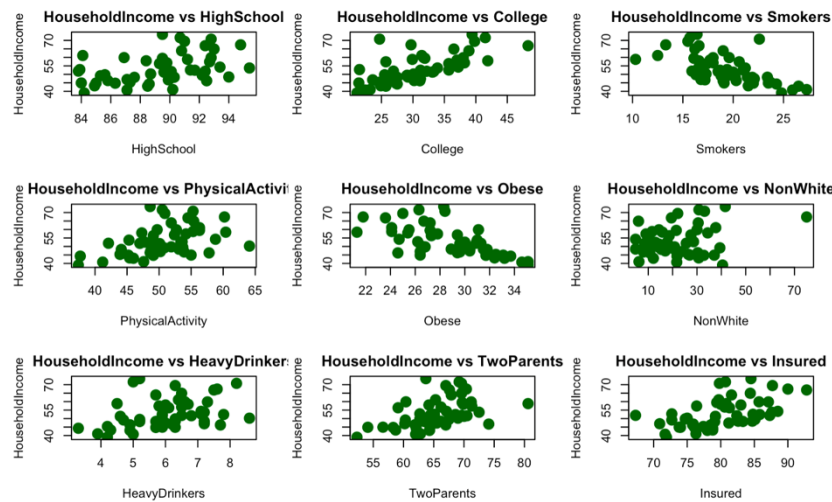 HouseholdIncome vs HighSchool
HouseholdIncome vs College
HouseholdIncome vs Smokers
HouseholdIncome
40
55
70
84
86
88
90
92
94
HighSchool
HouseholdIncome
40
55
70
25
30
35
40
45
College
HouseholdIncome
40
55
70
10
15
20
25
Smokers
HouseholdIncome vs PhysicalActivit
HouseholdIncome vs Obese
HouseholdIncome vs NonWhite
HouseholdIncome
40
55
70
40
45
50
55
60
65
PhysicalActivity
HouseholdIncome
40
55
70
22
24
26
28
30
32
34
Obese
HouseholdIncome
40
55
70
10
20
30
40
50
60
70
NonWhite
HouseholdIncome vs HeavyDrinkers
HouseholdIncome vs TwoParents
HouseholdIncome vs Insured
HouseholdIncome
40
55
70
4
5
6
7
8
HeavyDrinkers
HouseholdIncome
40
55
70
55
60
65
70
75
80
TwoParents
HouseholdIncome
40
55
70
70
75
80
85
90
Insured